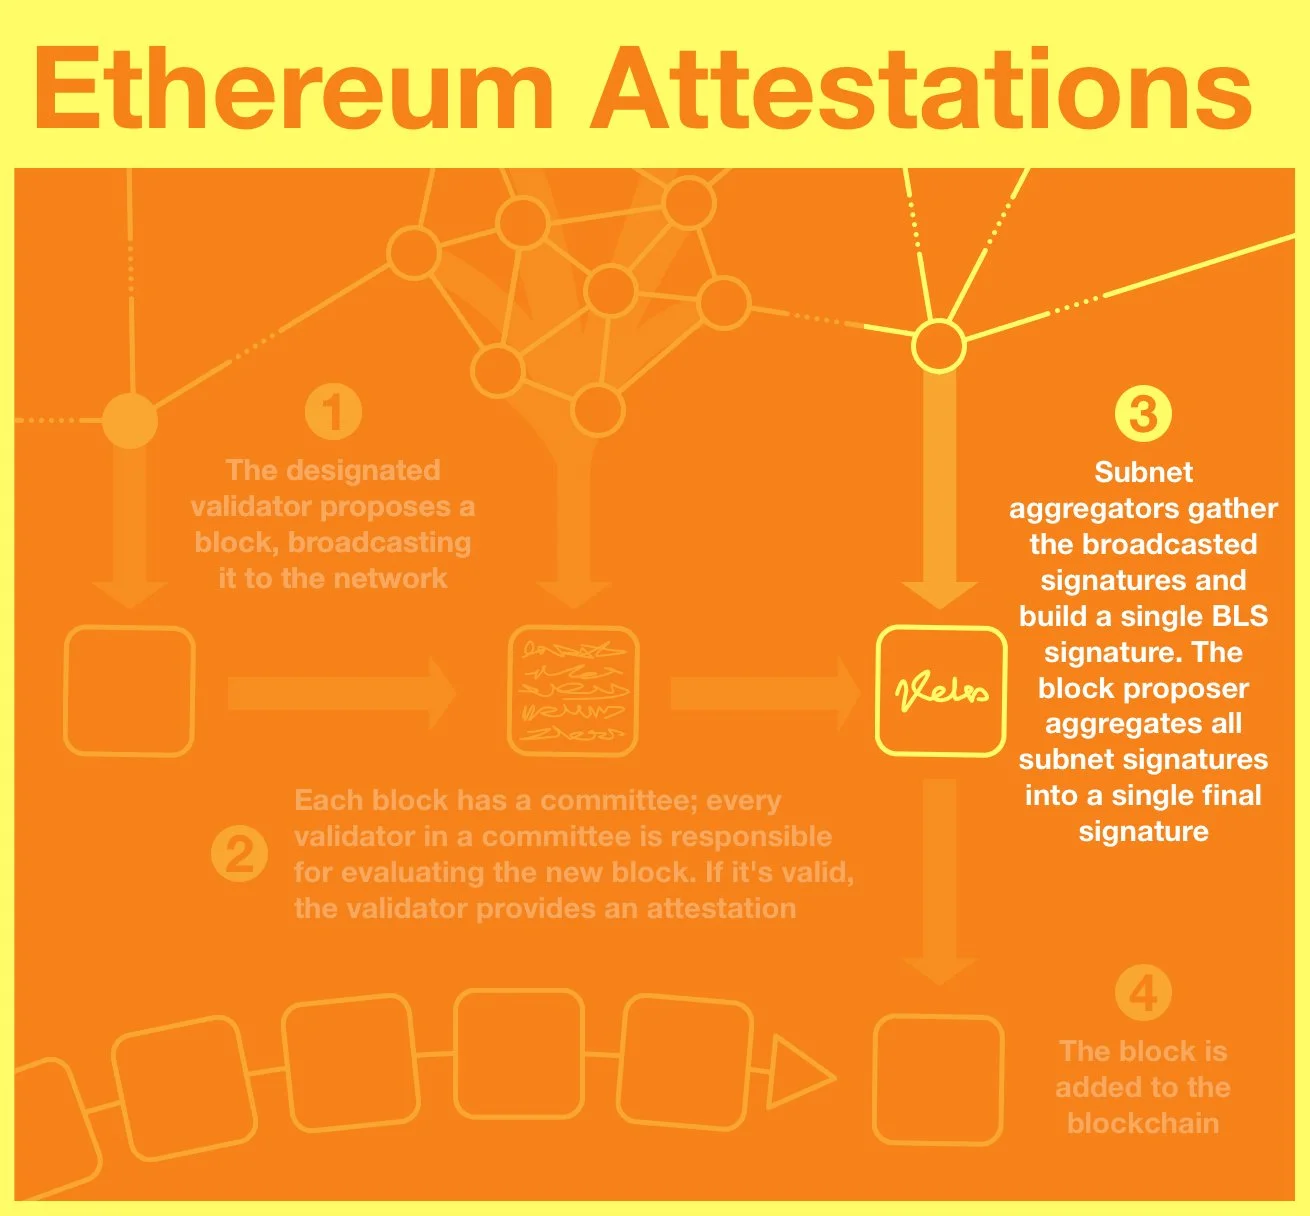 Ethereum Attestations
1
The designated
validator proposes a
block, broadcasting
it to the network
2
Each block has a committee; every
validator in a committee is responsible
for evaluating the new block. If it's valid,
the validator provides an attestation
3
Subnet
aggregators gather
the broadcasted
signatures and
build a single BLS
signature. The
block proposer
aggregates all
subnet signatures
into a single final
signature
4
The block is
added to the
blockchain